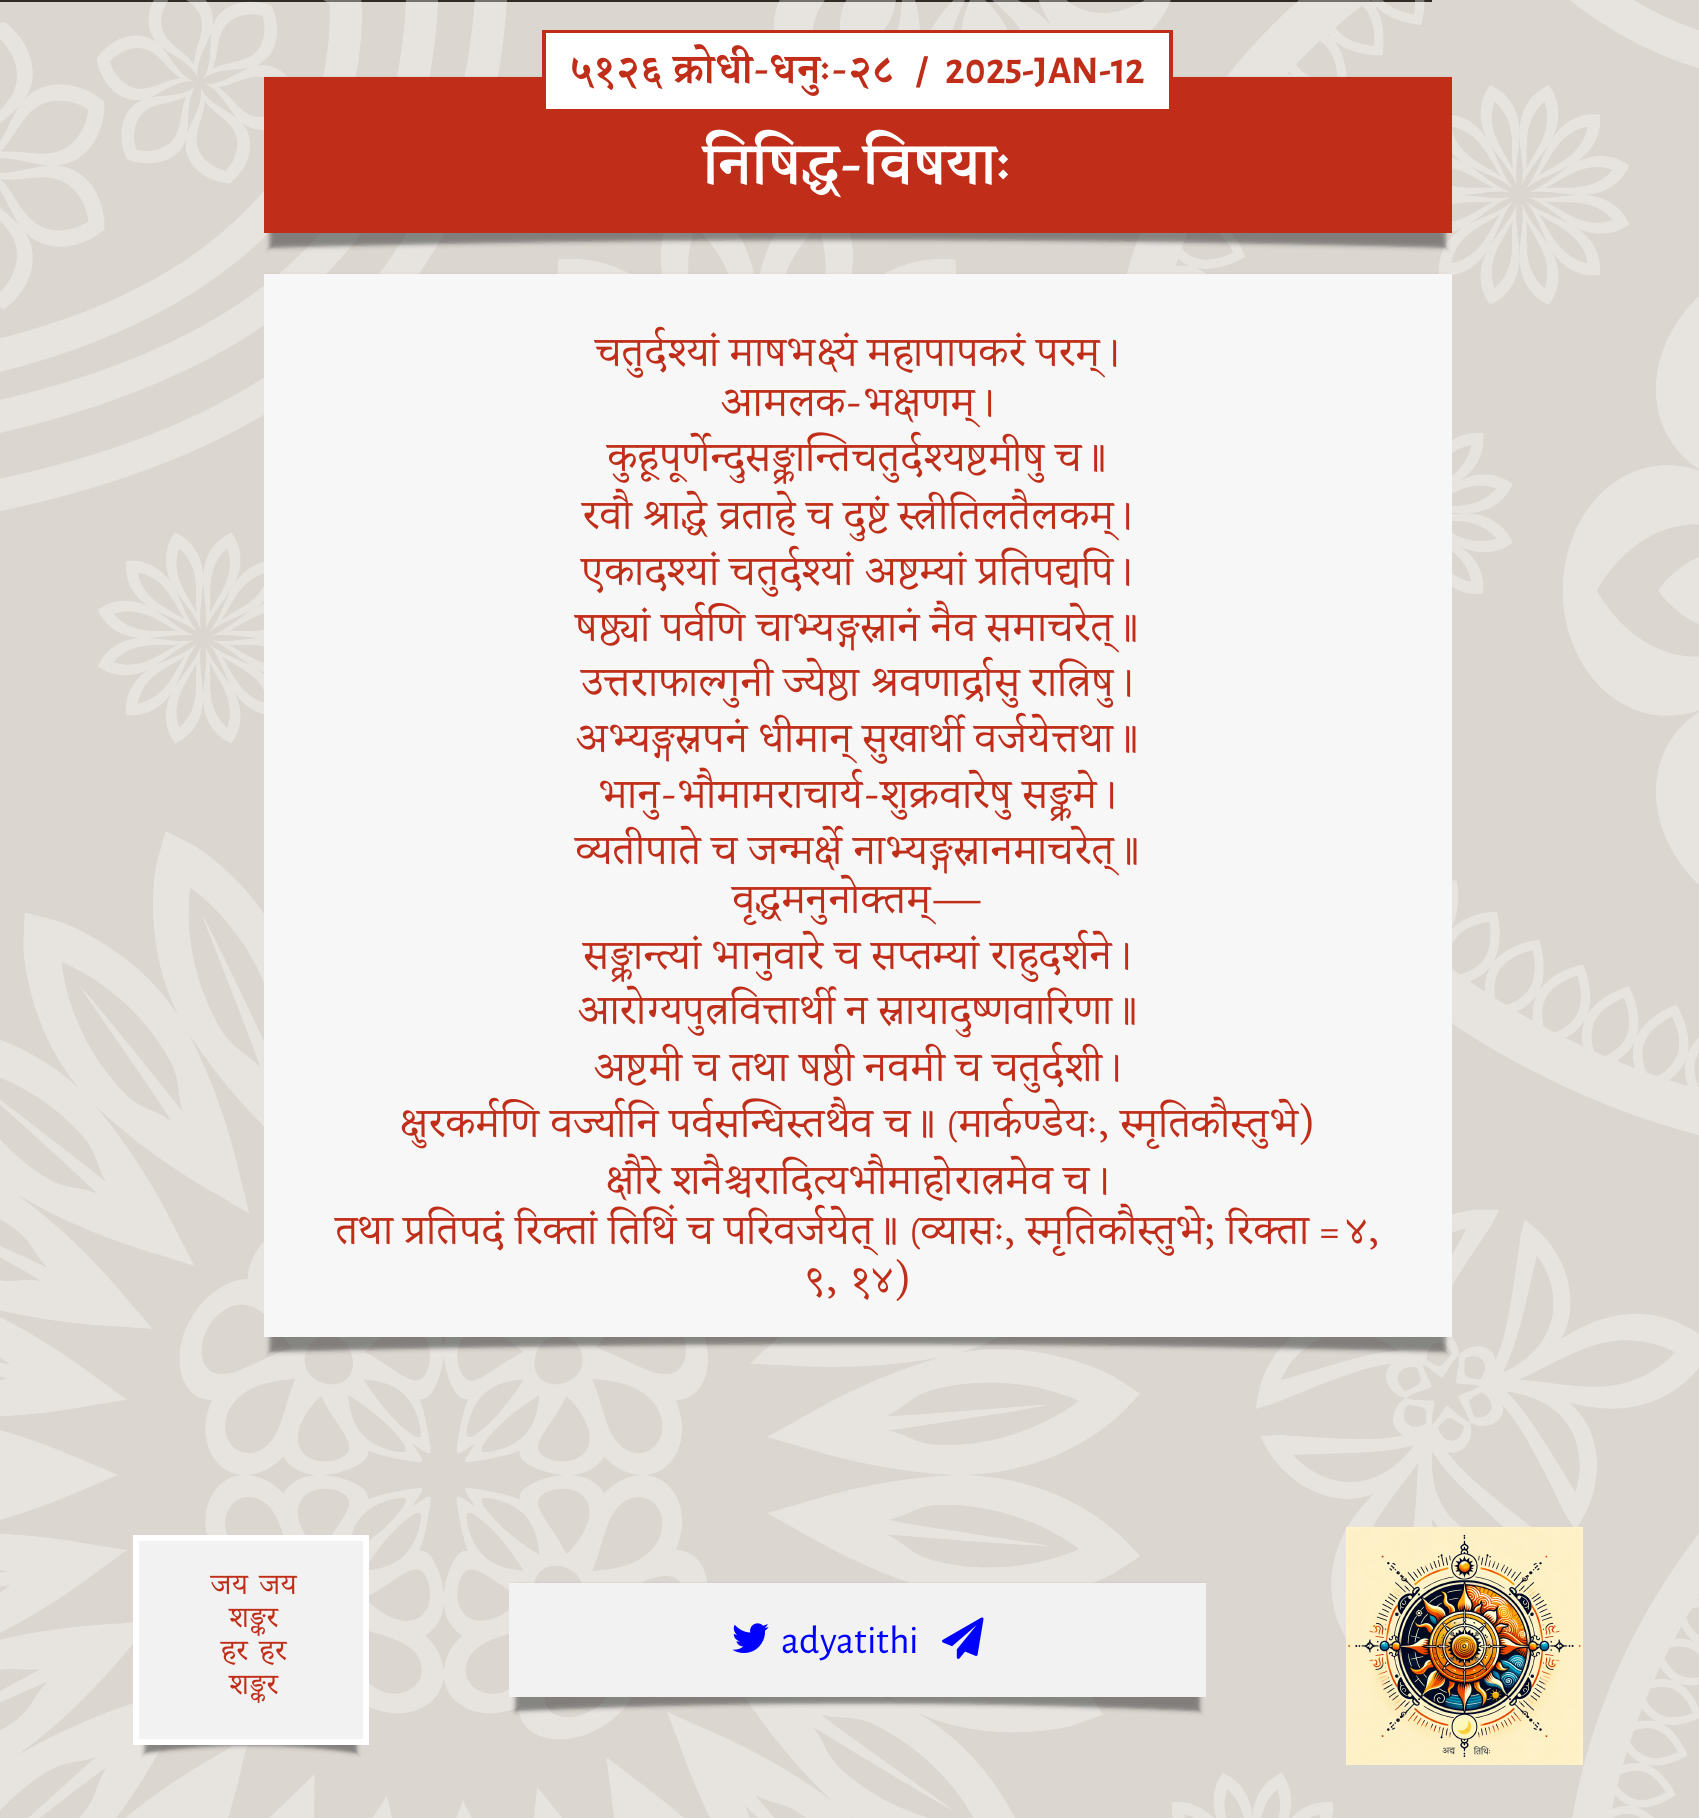 ५१२६ क्रोधी-धनुः-२८ / 2025-JAN-12
निषिद्ध-विषयाः
चतुर्दश्यां माषभक्ष्यं महापापकरं परम्।
आमलक-भक्षणम्।
कुहूपूर्णेन्दुसङ्क्रान्तिचतुर्दश्यष्टमीषु च॥
रवौ श्राद्धे व्रताहे च दुष्टं स्त्रीतिलतैलकम्।
एकादश्यां चतुर्दश्यां अष्टम्यां प्रतिपद्यपि।
षष्ठ्यां पर्वणि चाभ्यङ्गस्नानं नैव समाचरेत्॥
उत्तराफाल्गुनी ज्येष्ठा श्रवणार्द्रासु रात्रिषु।
अभ्यङ्गस्नपनं धीमान् सुखार्थी वर्जयेत्तथा॥
भानु-भौमामराचार्य-शुक्रवारेषु सङ्क्रमे।
व्यतीपाते च जन्मर्क्षे नाभ्यङ्गस्नानमाचरेत्॥
वृद्धमनुनोक्तम्—
सङ्क्रान्त्यां भानुवारे च सप्तम्यां राहुदर्शने।
आरोग्यपुत्रवित्तार्थी न स्नायादुष्णवारिणा॥
अष्टमी च तथा षष्ठी नवमी च चतुर्दशी।
क्षुरकर्मणि वर्ज्यानि पर्वसन्धिस्तथैव च॥ (मार्कण्डेयः, स्मृतिकौस्तुभे)
क्षौरे शनैश्चरादित्यभौमाहोरात्रमेव च।
तथा प्रतिपदं रिक्तां तिथिं च परिवर्जयेत्॥ (व्यासः, स्मृतिकौस्तुभे; रिक्ता = ४,
९, १४)
जय जय
शङ्कर
हर हर
शङ्कर
adyatithi
अद्य तिथिः